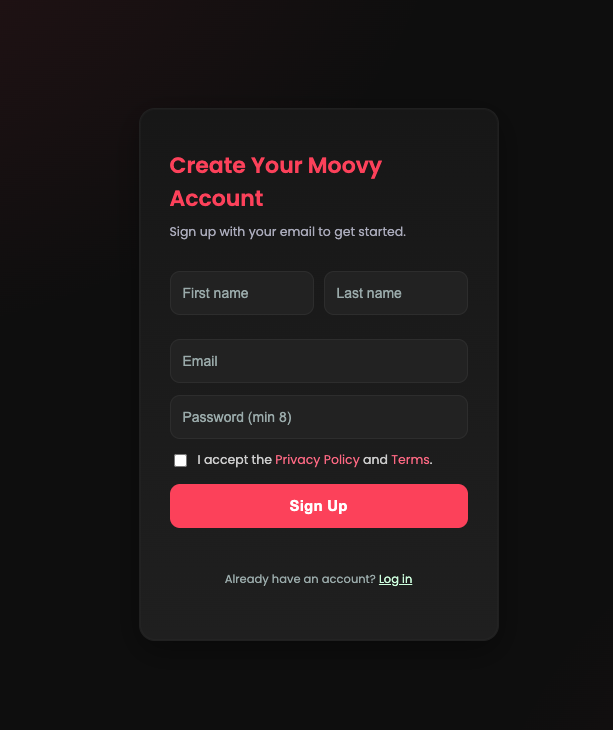 Create Your Moovy
Account
Sign up with your email to get started.
First name
Last name
Email
Password (min 8)
I accept the Privacy Policy and Terms.
Sign Up
Already have an account? Log in